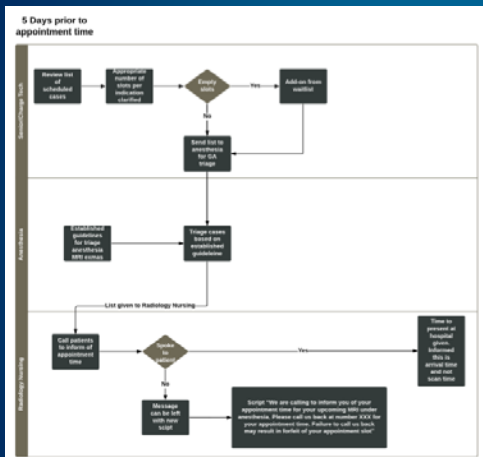 5 Days prior to
appointment time
Senior/Charge Tech
Review list
of
scheduled
cases
Appropriate
number of
slots per
indication
clarified
Empty
slots
Yes
Add-on from
waitlist
No
Send list to
anesthesia
for GA
triage
Anesthesia
Established
guidelines
for triage
anesthesia
MRI exmas
Triage cases
based on
established
guideline
List given to Radiology Nursing
Radiology Nursing
Call patients
to inform of
appointment
time
Spoke
to
patient
Yes
Time to
present at
hospital
given.
Informed
this is
arrival time
and not
scan time
No
Message
can be left
with new
script
Script "We are calling to inform you of your
appointment time for your upcoming MRI under
anesthesia. Please call us back at number XXX for
your appointment time. Failure to call us back
may result in forfeit of your appointment slot"